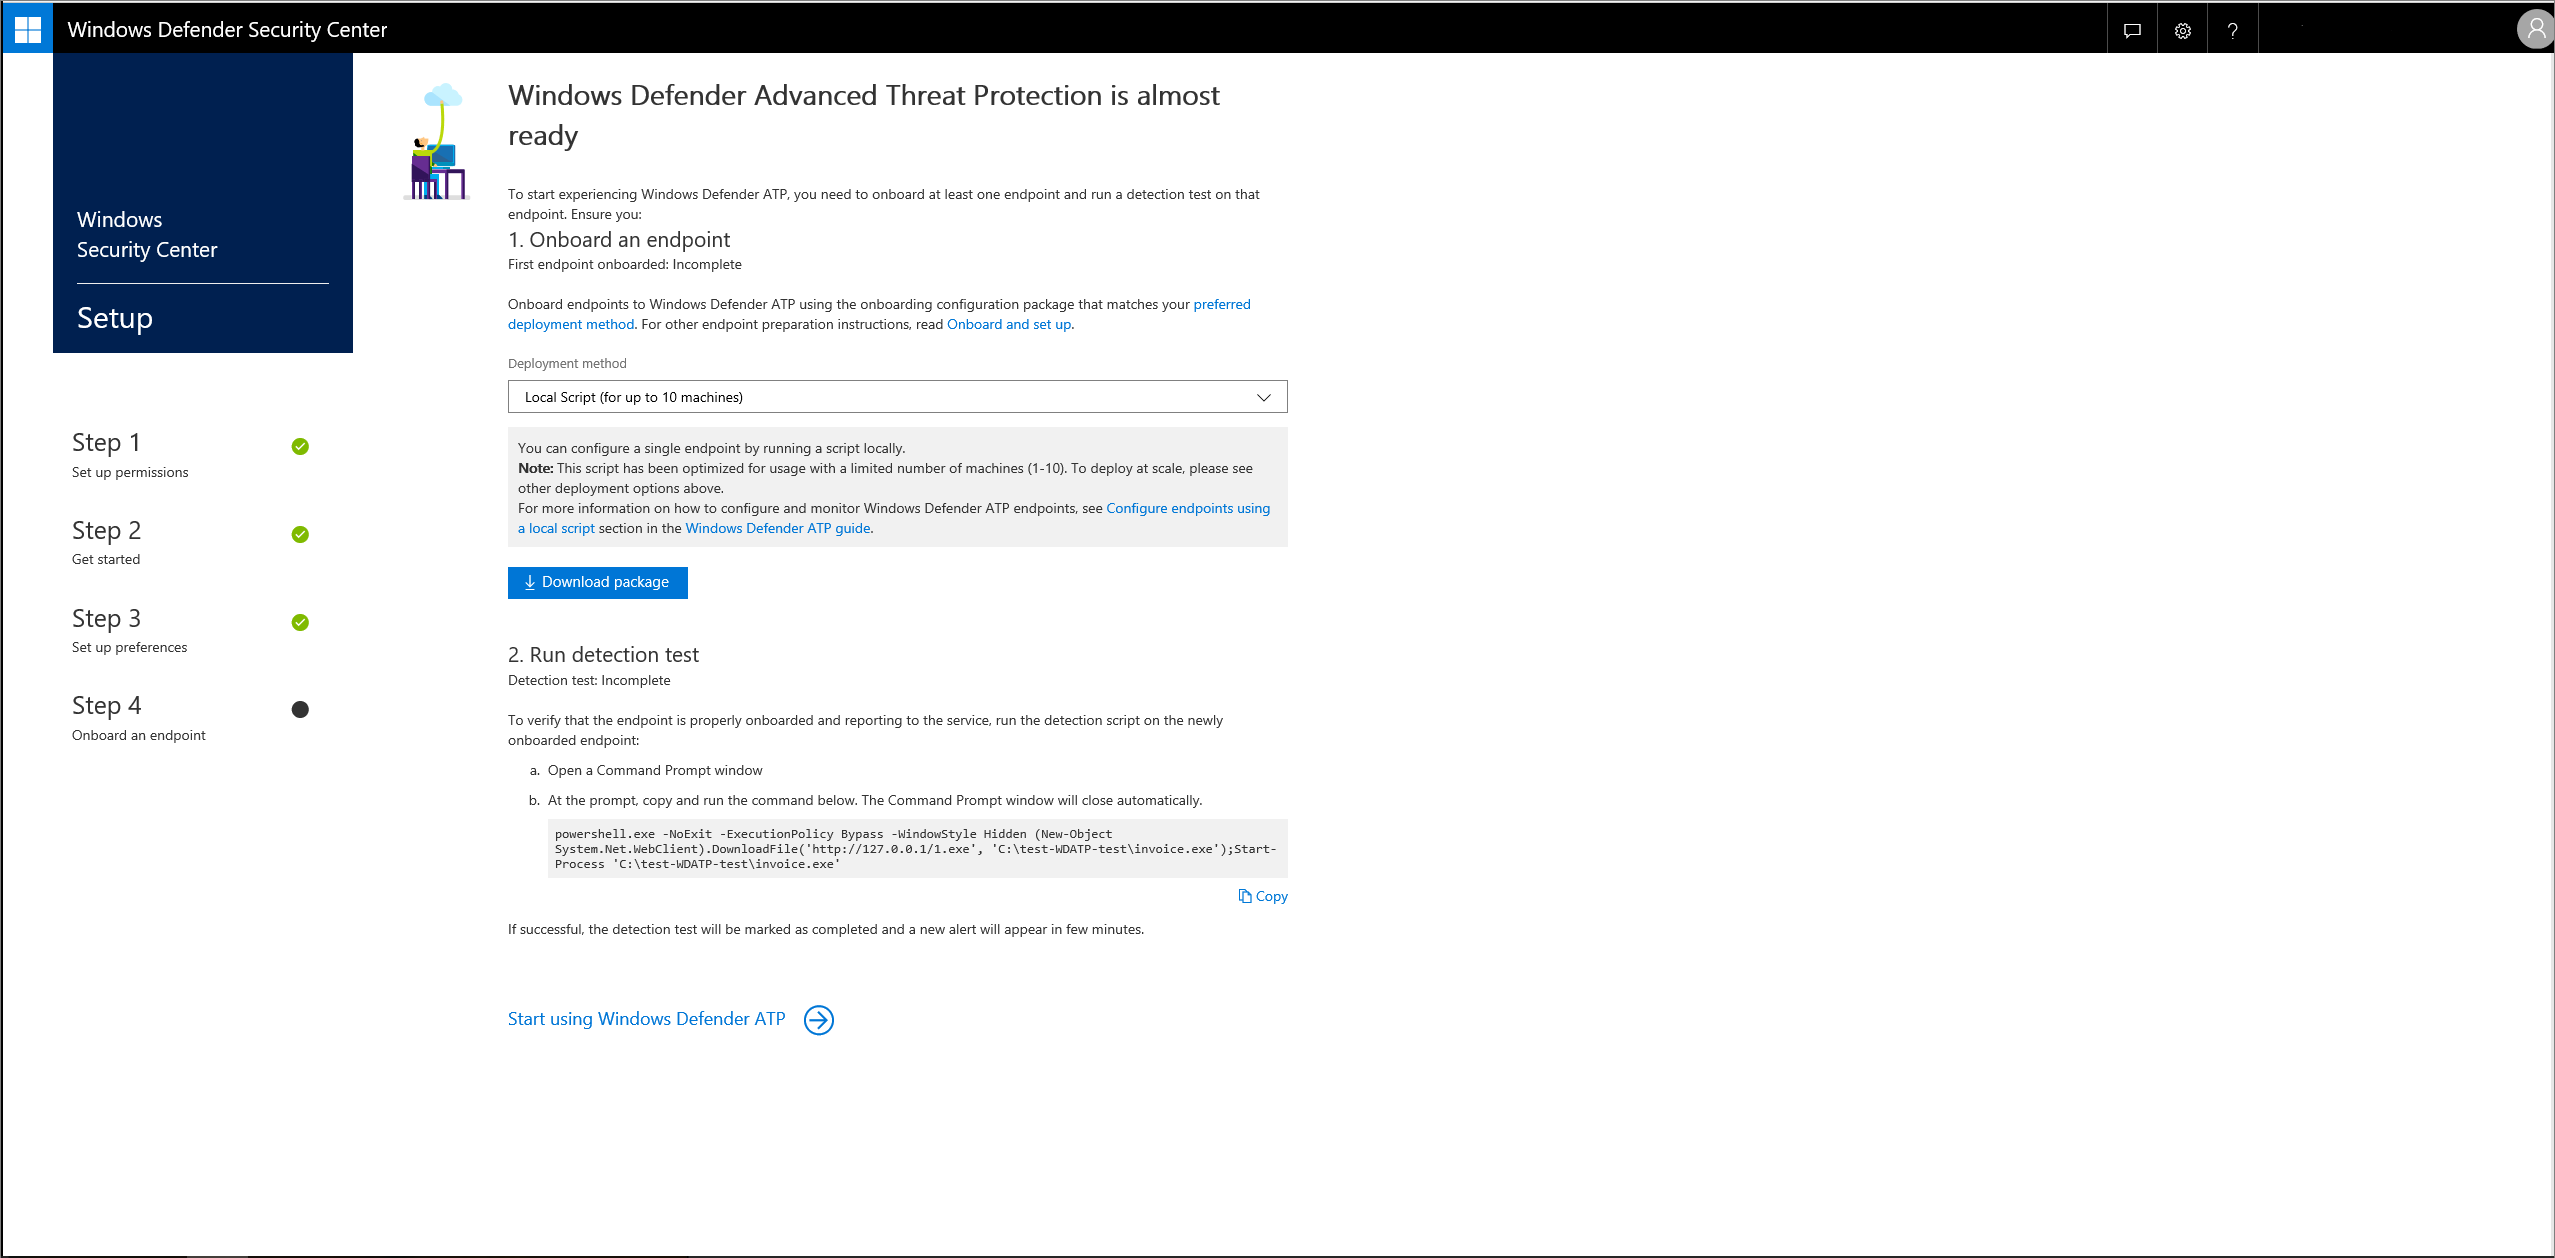 Windows Defender Security Center
?
Windows
Security Center
Setup
Step 1
Set up permissions
Step 2
Get started
Step 3
Set up preferences
Step 4
Onboard an endpoint
Windows Defender Advanced Threat Protection is almost
ready
To start experiencing Windows Defender ATP, you need to onboard at least one endpoint and run a detection test on that
endpoint. Ensure you:
1. Onboard an endpoint
First endpoint onboarded: Incomplete
Onboard endpoints to Windows Defender ATP using the onboarding configuration package that matches your preferred
deployment method. For other endpoint preparation instructions, read Onboard and set up.
Deployment method
Local Script (for up to 10 machines)
You can configure a single endpoint by running a script locally.
Note: This script has been optimized for usage with a limited number of machines (1-10). To deploy at scale, please see
other deployment options above.
For more information on how to configure and monitor Windows Defender ATP endpoints, see Configure endpoints using
a local script section in the Windows Defender ATP guide.
Download package
2. Run detection test
Detection test: Incomplete
To verify that the endpoint is properly onboarded and reporting to the service, run the detection script on the newly
onboarded endpoint:
a. Open a Command Prompt window
b. At the prompt, copy and run the command below. The Command Prompt window will close automatically.
powershell.exe -NoExit -ExecutionPolicy Bypass -WindowStyle Hidden (New-Object
System.Net.WebClient).DownloadFile('http://127.0.0.1/1.exe', 'C:\test-WDATP-test\invoice.exe');Start-
Process 'C:\test-WDATP-test\invoice.exe'
Copy
If successful, the detection test will be marked as completed and a new alert will appear in few minutes.
Start using Windows Defender ATP